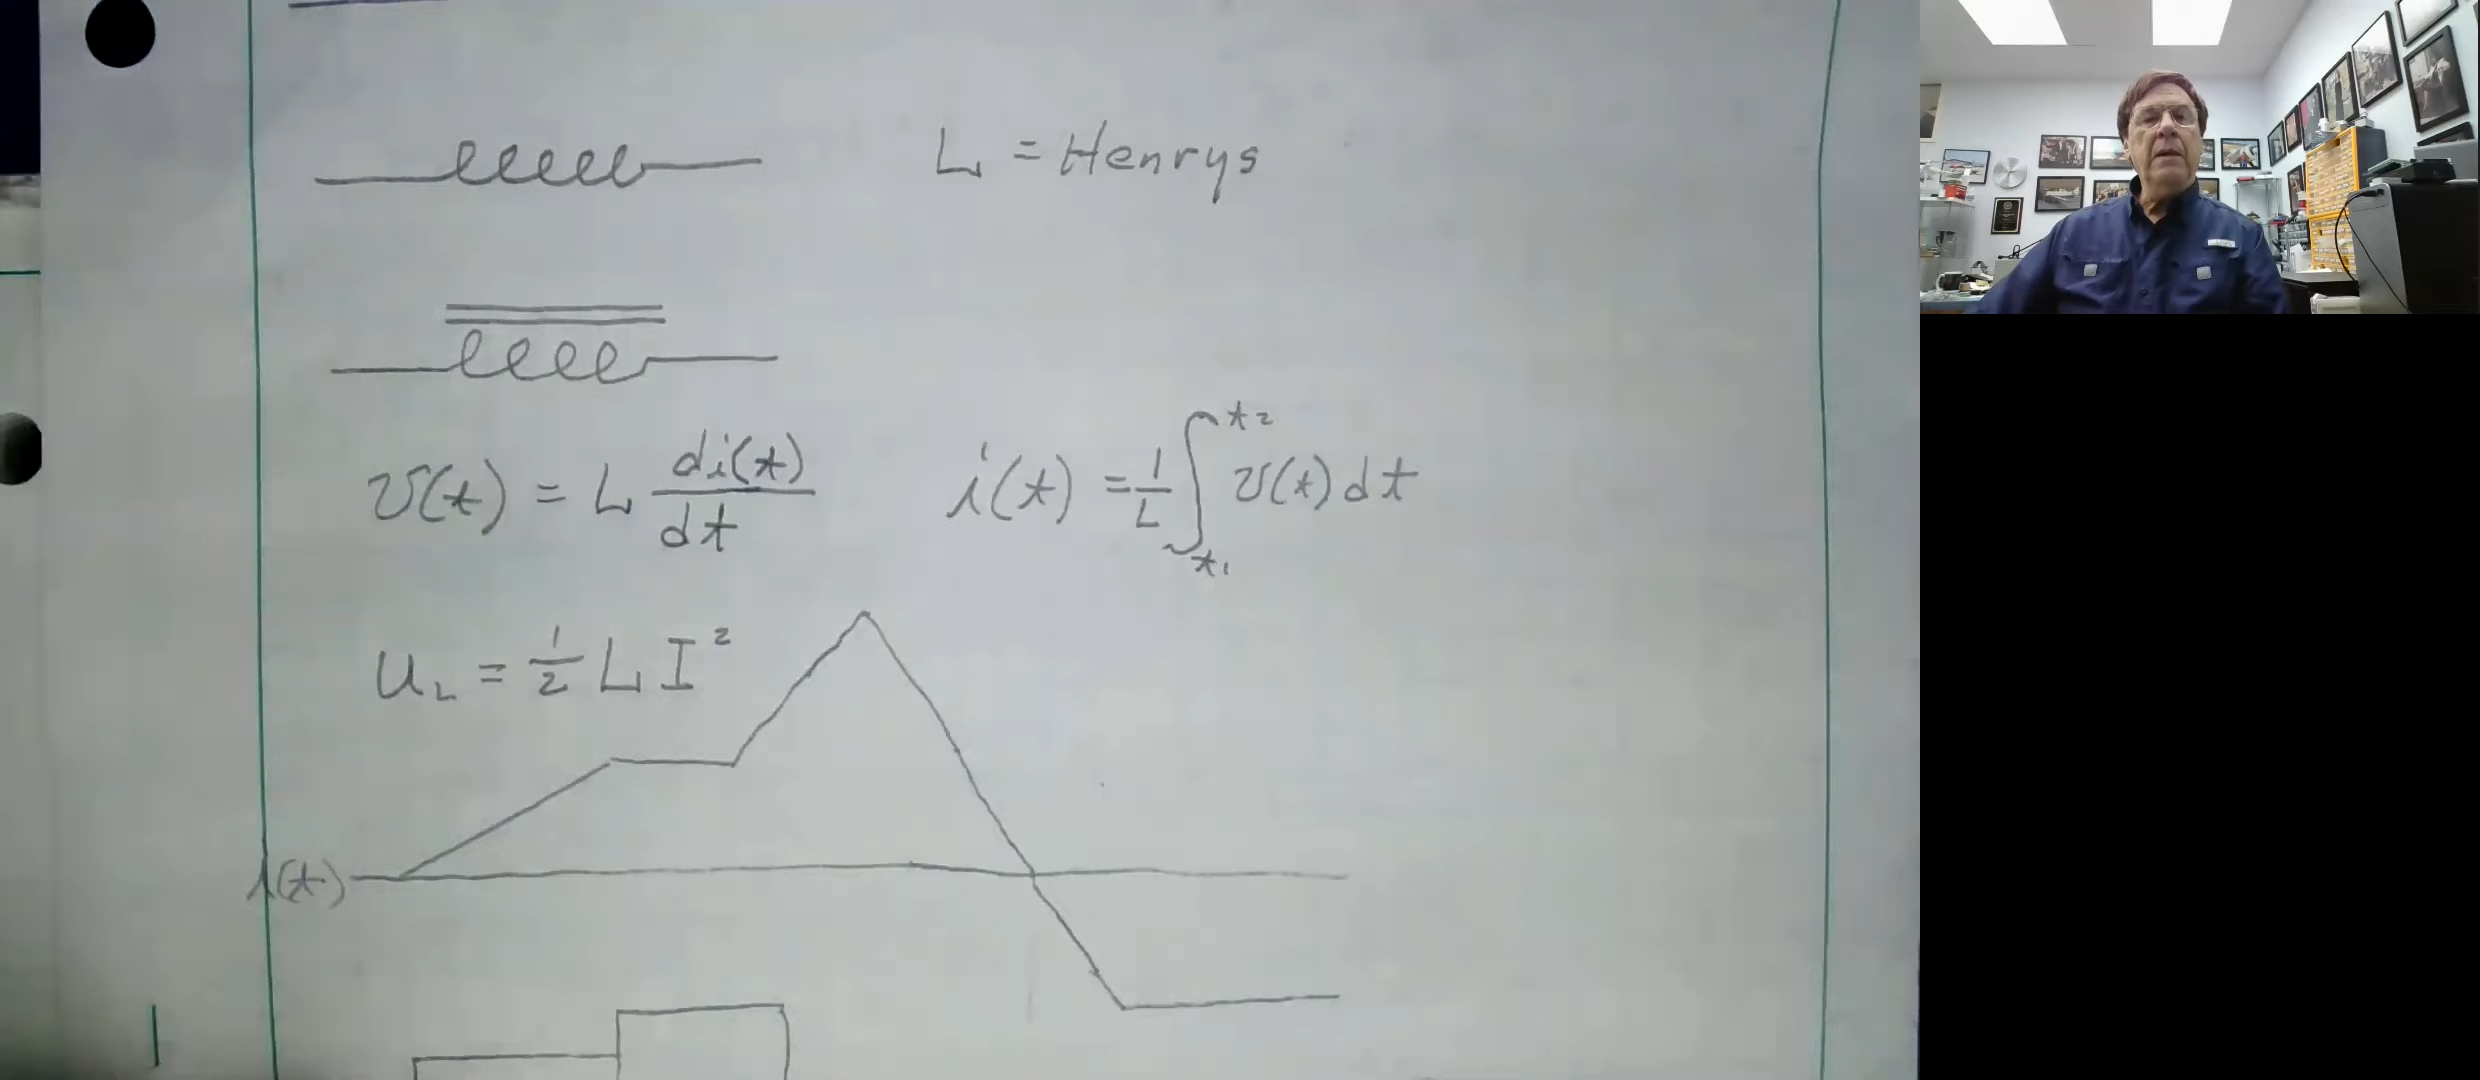 L = Henrys
v(t) = L di(t)/dt
i(t) = 1/L ∫ t1 t2 v(t) dt
uL = 1/2 L I²
i(t)